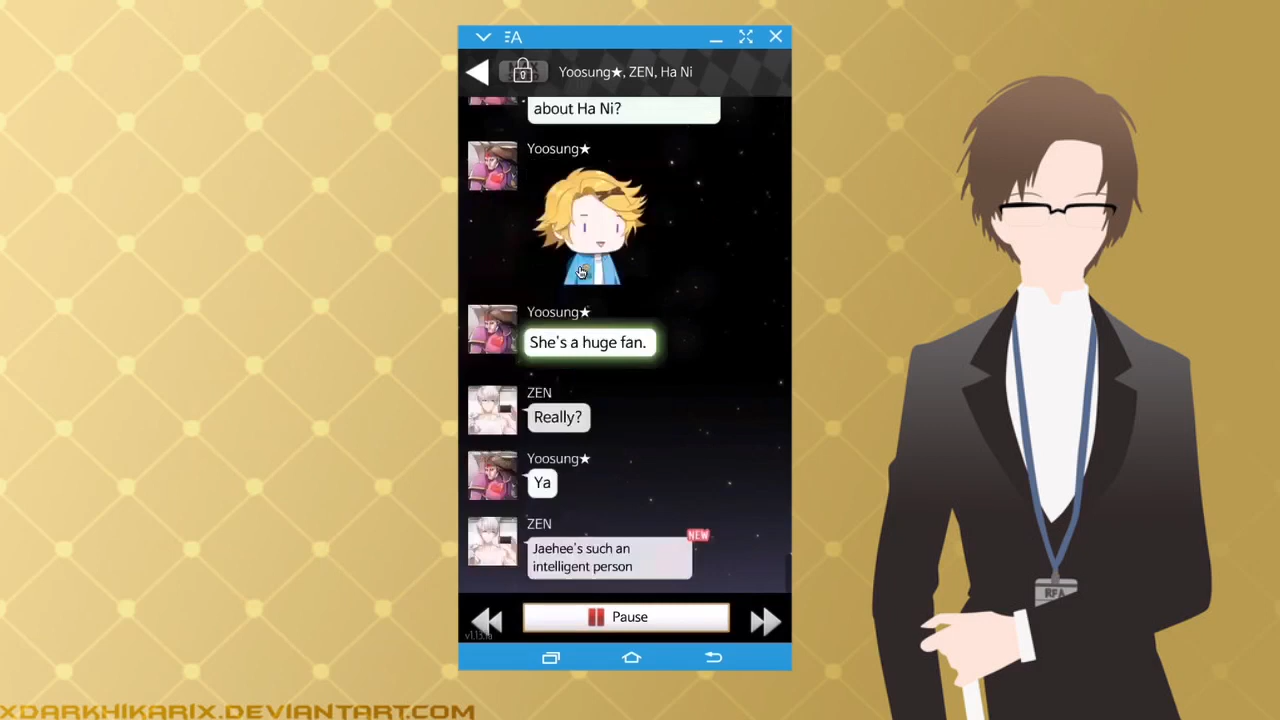 Yoosung★, ZEN, Ha Ni
about Ha Ni?
Yoosung★
Yoosung★
She's a huge fan.
ZEN
Really?
Yoosung★
Ya
ZEN
NEW
Jaehee's such an
intelligent person
Pause
RFA
XDARKHIKARIX.DEVIANTART.COM